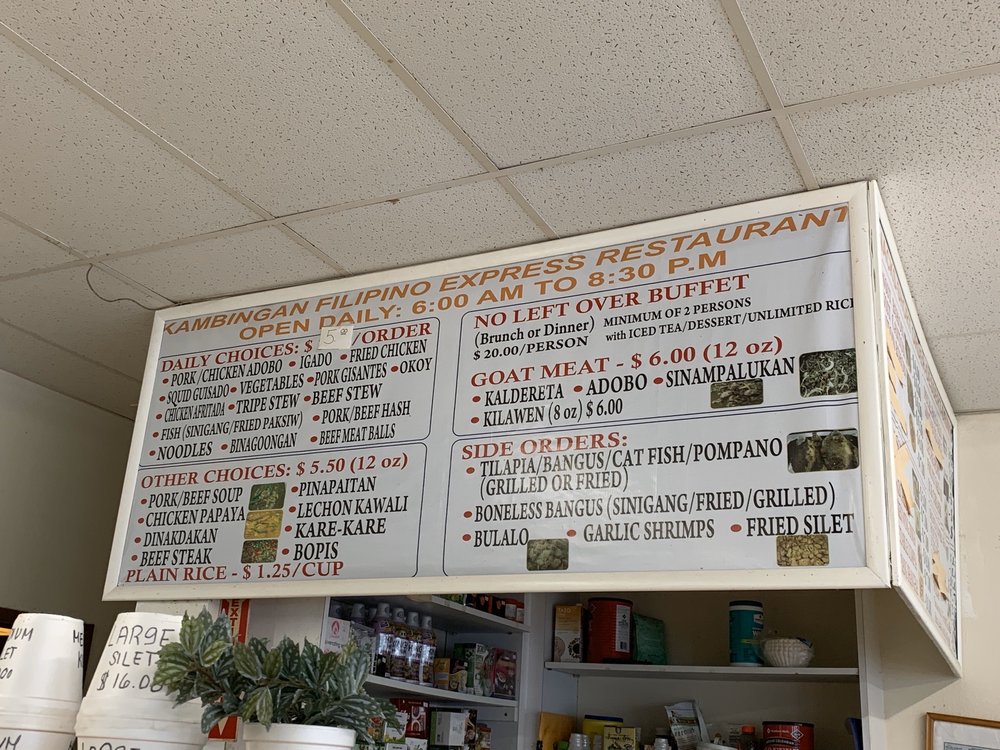 KAMBINGAN FILIPINO EXPRESS RESTAURANT
OPEN DAILY: 6:00 AM TO 8:30 P.M
DAILY CHOICES: $ 5.00/ORDER
• PORK/CHICKEN ADOBO • IGADO • FRIED CHICKEN
• SQUID GUISADO • VEGETABLES • PORK GISANTES • OKOY
• CHICKEN AFRITADA • TRIPE STEW • BEEF STEW
• FISH (SINIGANG/FRIED PAKSIW) • PORK/BEEF HASH
• NOODLES • BINAGOONGAN • BEEF MEAT BALLS
OTHER CHOICES: $ 5.50 (12 oz)
• PORK/BEEF SOUP • PINAPAITAN
• CHICKEN PAPAYA • LECHON KAWALI
• DINAKDAKAN • KARE-KARE
• BEEF STEAK • BOPIS
PLAIN RICE - $ 1.25/CUP
NO LEFT OVER BUFFET
(Brunch or Dinner) MINIMUM OF 2 PERSONS
$ 20.00/PERSON with ICED TEA/DESSERT/UNLIMITED RICE
GOAT MEAT - $ 6.00 (12 oz)
• KALDERETA • ADOBO • SINAMPALUKAN
• KILAWEN (8 oz) $ 6.00
SIDE ORDERS:
• TILAPIA/BANGUS/CAT FISH/POMPANO
(GRILLED OR FRIED)
• BONELESS BANGUS (SINIGANG/FRIED/GRILLED)
• BULALO • GARLIC SHRIMPS • FRIED SILET
LARGE
SILET
$16.00